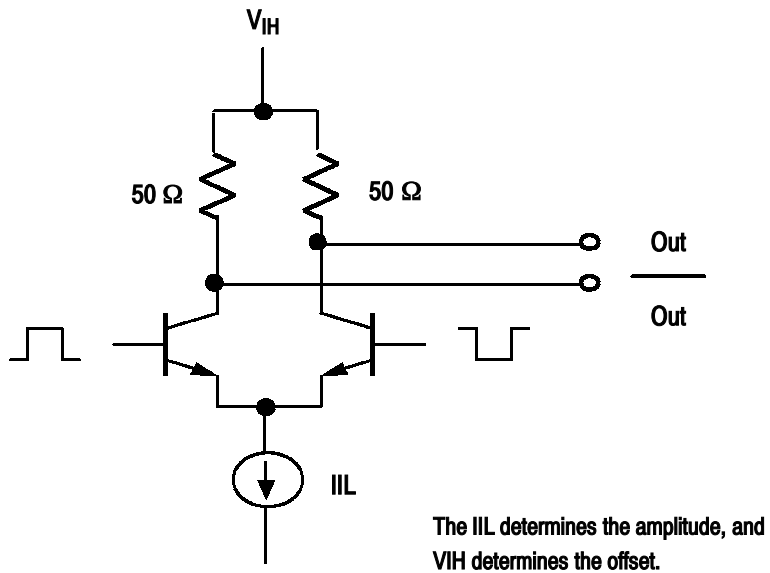 VIH
50 Ω
50 Ω
Out
Out
IIL
The IIL determines the amplitude, and
VIH determines the offset.